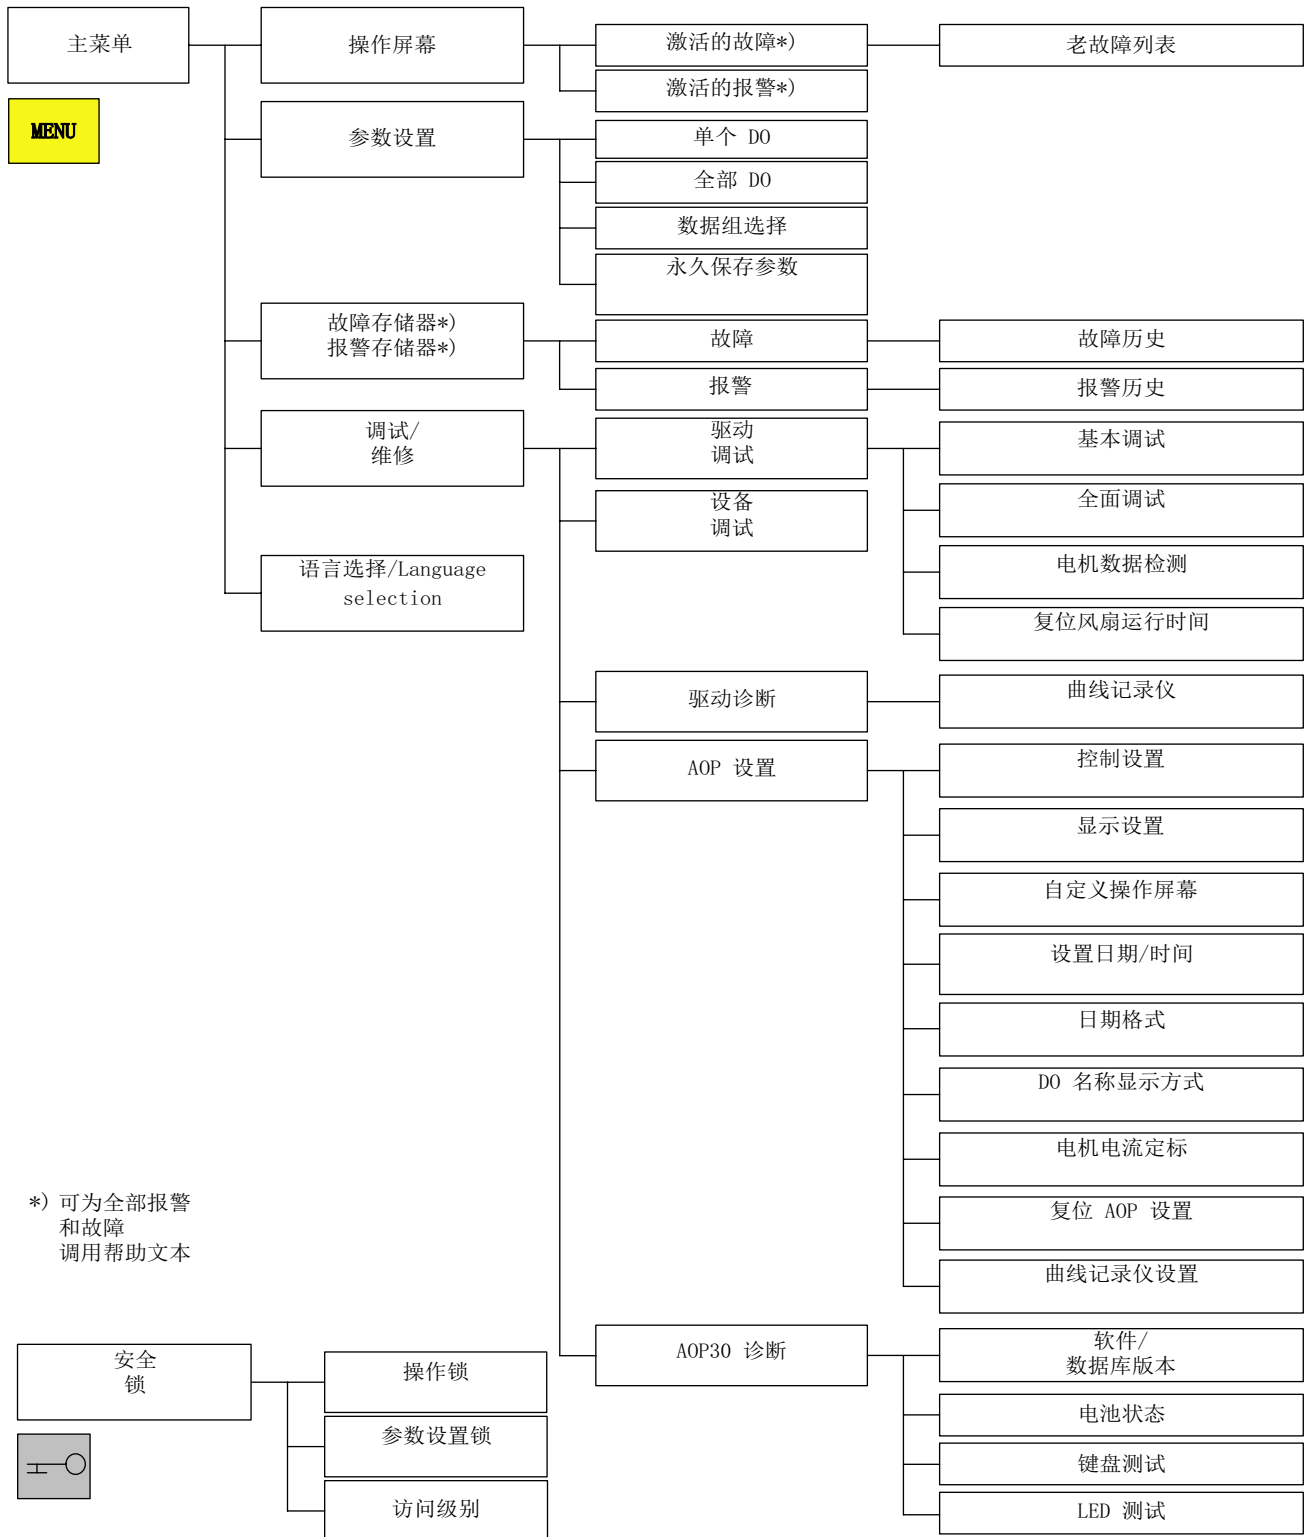 主菜单
MENU
操作屏幕
激活的故障*)
老故障列表
激活的报警*)
参数设置
单个 DO
全部 DO
数据组选择
永久保存参数
故障存储器*)
报警存储器*)
故障
故障历史
报警
报警历史
调试/
维修
驱动
调试
基本调试
全面调试
电机数据检测
复位风扇运行时间
设备
调试
语言选择/Language
selection
驱动诊断
曲线记录仪
AOP 设置
控制设置
显示设置
自定义操作屏幕
设置日期/时间
日期格式
DO 名称显示方式
电机电流定标
复位 AOP 设置
曲线记录仪设置
AOP30 诊断
软件/
数据库版本
电池状态
键盘测试
LED 测试
*) 可为全部报警
和故障
调用帮助文本
安全
锁
操作锁
参数设置锁
访问级别